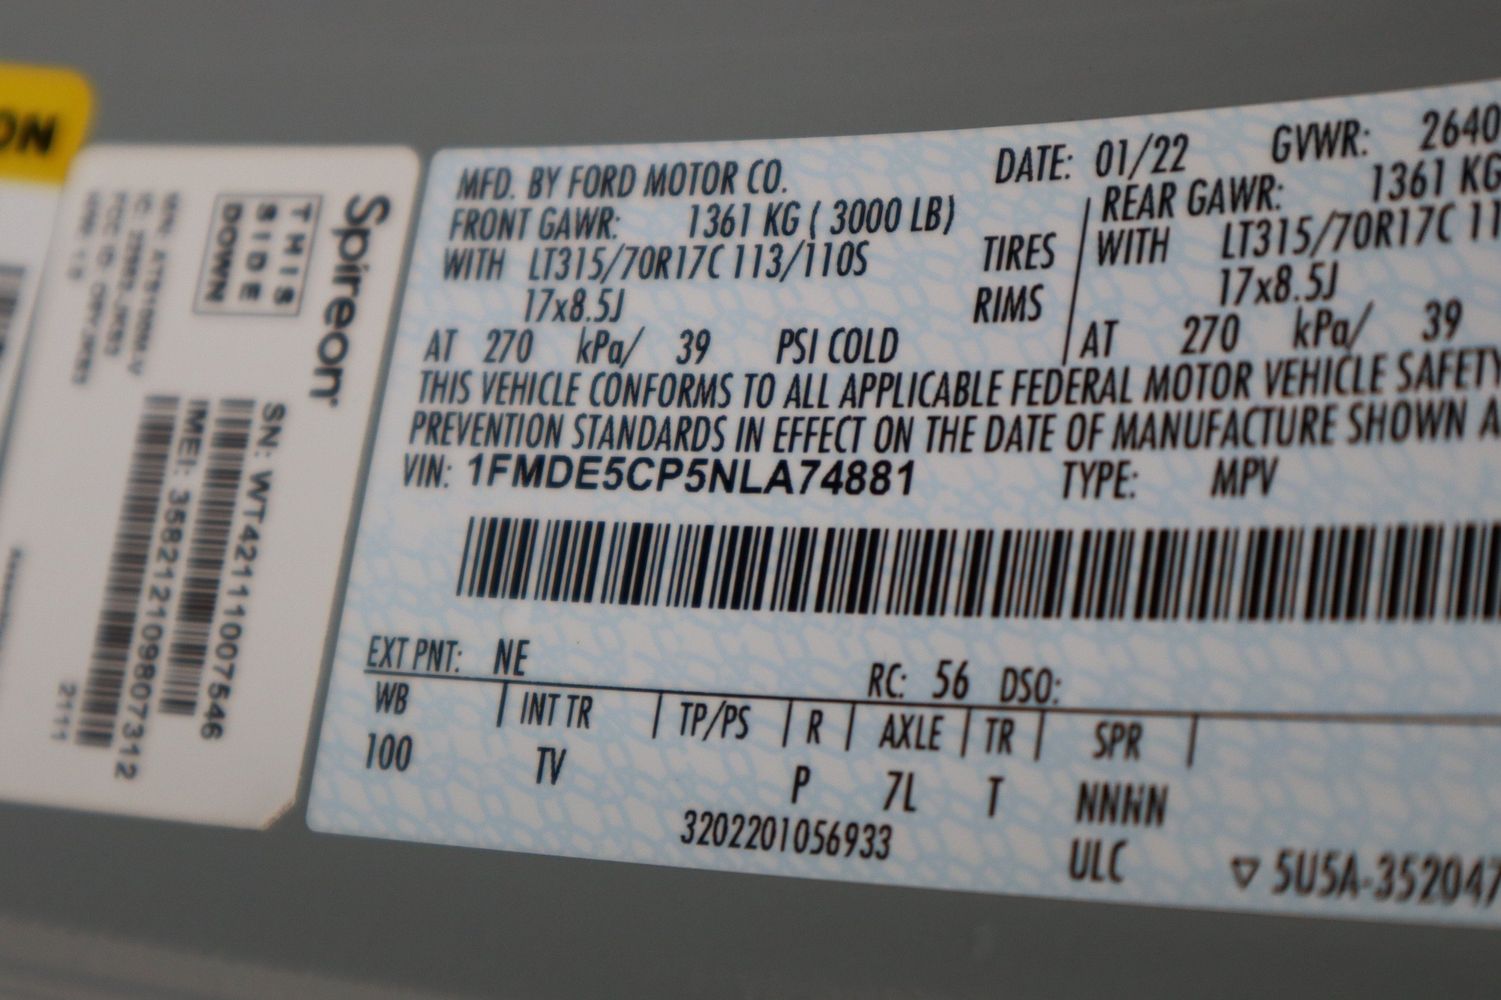 ON
Spireon
THIS
SIDE
DOWN
SN: WT4211110075546
IMEI: 358212109807312
2111
MFD. BY FORD MOTOR CO. DATE: 01/22 GVWR: 2640
FRONT GAWR: 1361 KG ( 3000 LB) REAR GAWR: 1361 KG
WITH LT315/70R17C 113/110S TIRES WITH LT315/70R17C 11
17x8.5J RIMS 17x8.5J
AT 270 kPa/ 39 PSI COLD AT 270 kPa/ 39
THIS VEHICLE CONFORMS TO ALL APPLICABLE FEDERAL MOTOR VEHICLE SAFETY
PREVENTION STANDARDS IN EFFECT ON THE DATE OF MANUFACTURE SHOWN A
VIN: 1FMDE5CP5NLA74881 TYPE: MPV
EXT PNT: NE RC: 56 DSO:
WB INT TR TP/PS R AXLE TR SPR
100 TV P 7L T NNNN
3202201056933 ULC ▽ 5U5A-352047